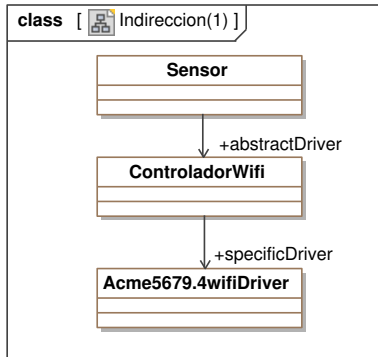 class [ Indireccion(1) ]
Sensor
+abstractDriver
ControladorWifi
+specificDriver
Acme5679.4wifiDriver